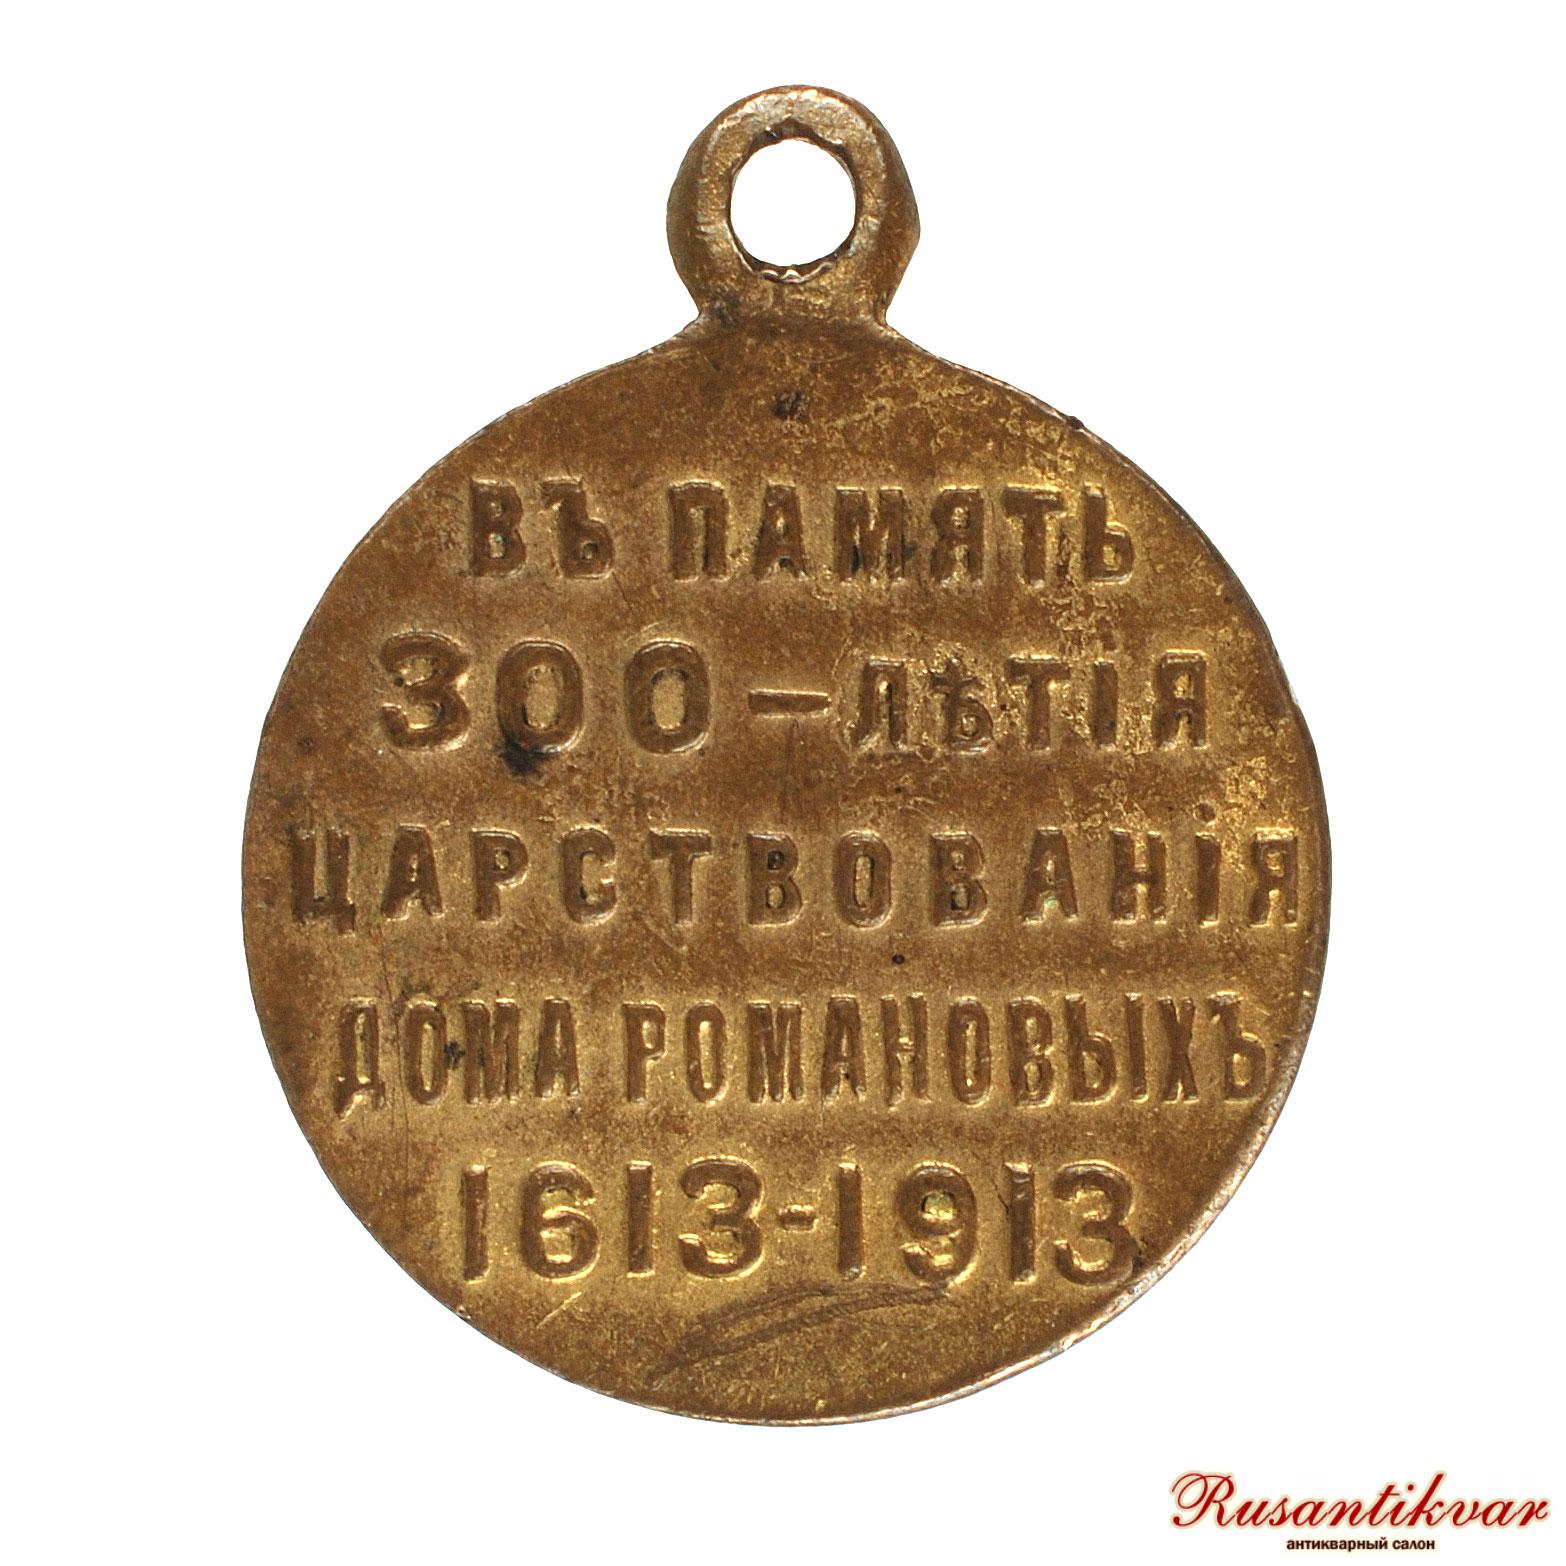 ВЪ ПАМЯТЬ
300-ЛѢТІЯ
ЦАРСТВОВАНІЯ
ДОМА РОМАНОВЫХЪ
1613-1913
Rusantikvar
антикварный салон